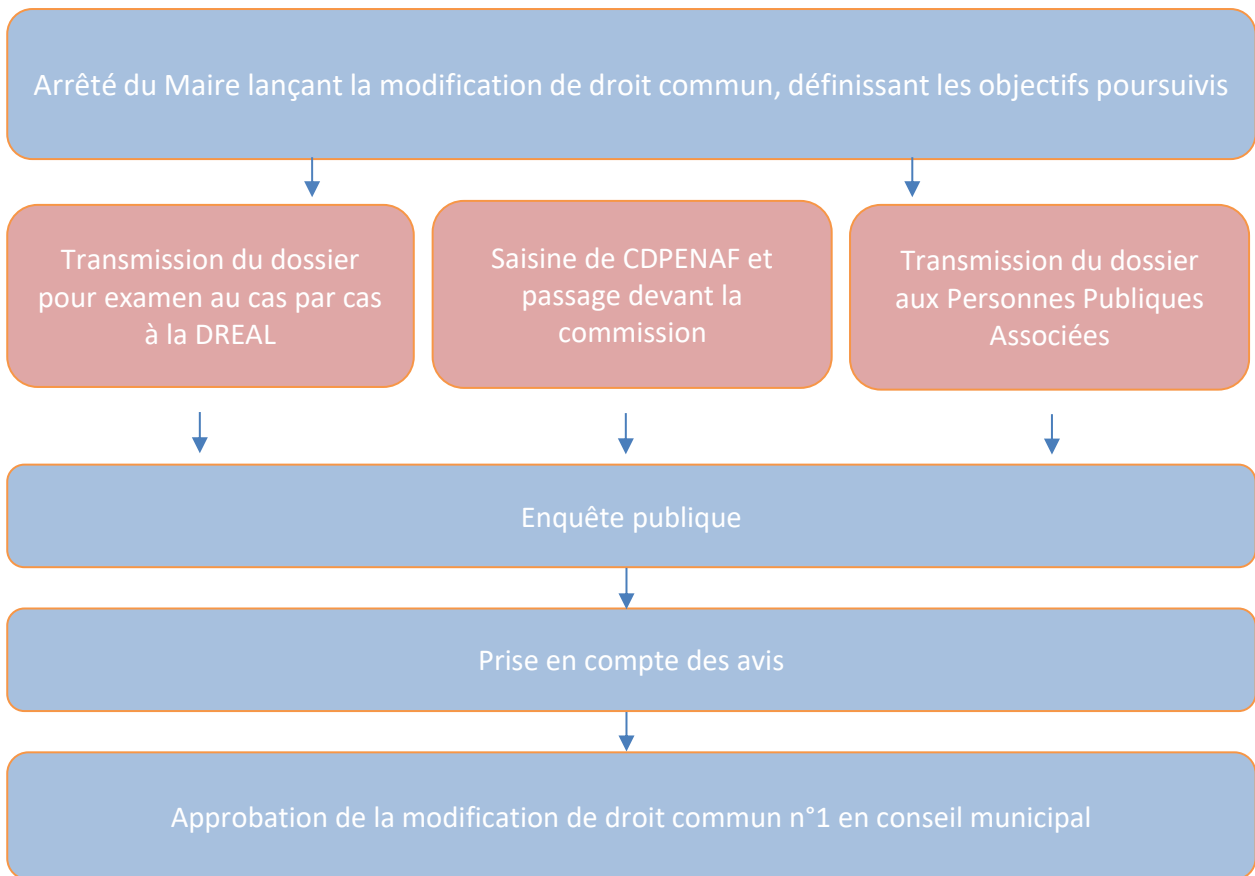 Arrêté du Maire lançant la modification de droit commun, définissant les objectifs poursuivis
Transmission du dossier
pour examen au cas par cas
à la DREAL
Saisine de CDPENAF et
passage devant la
commission
Transmission du dossier
aux Personnes Publiques
Associées
Enquête publique
Prise en compte des avis
Approbation de la modification de droit commun n°1 en conseil municipal